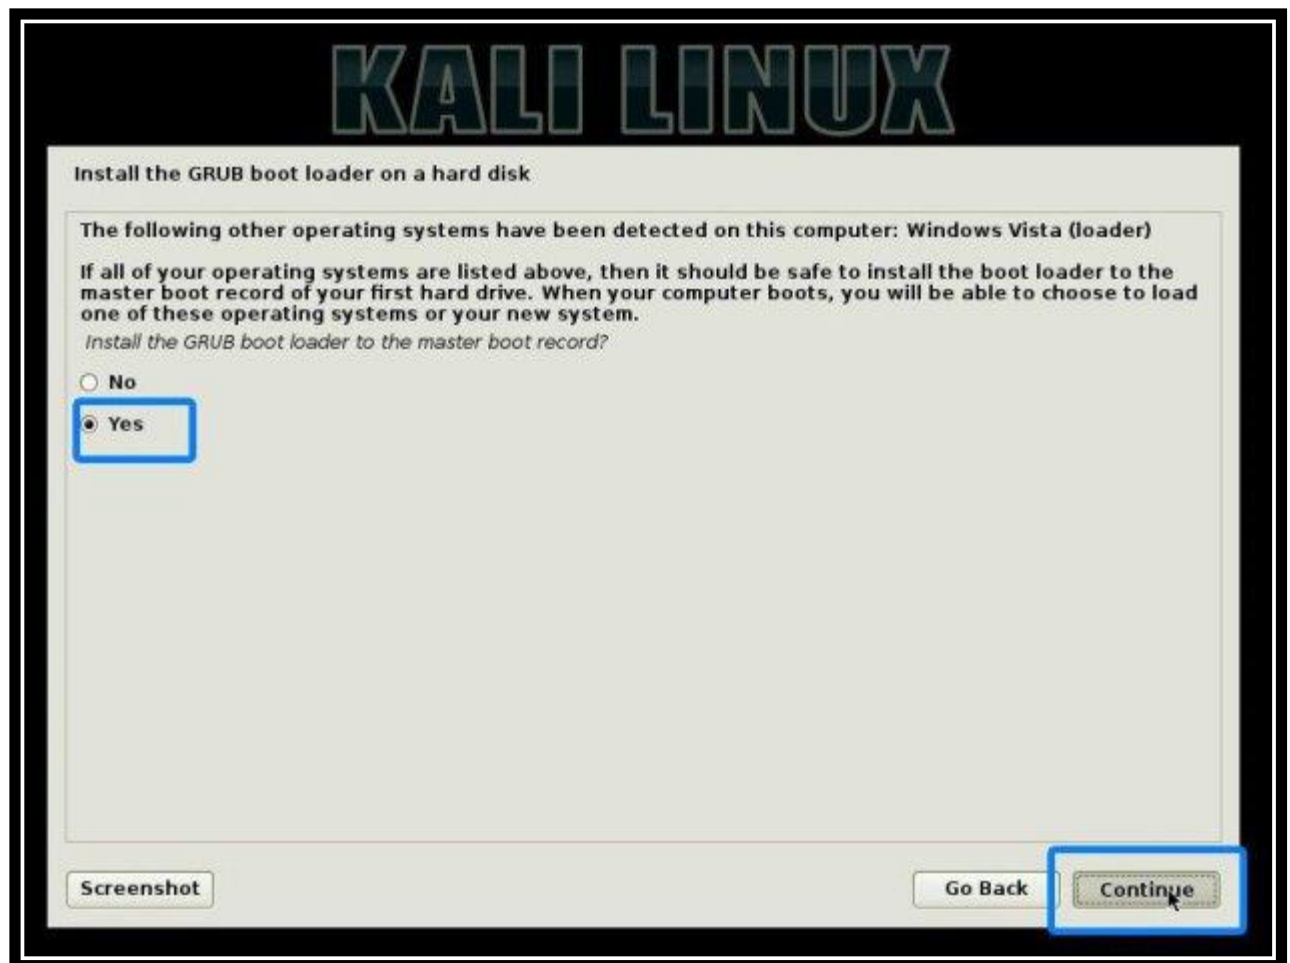 KALI LINUX
Install the GRUB boot loader on a hard disk
The following other operating systems have been detected on this computer: Windows Vista (loader)
If all of your operating systems are listed above, then it should be safe to install the boot loader to the
master boot record of your first hard drive. When your computer boots, you will be able to choose to load
one of these operating systems or your new system.
Install the GRUB boot loader to the master boot record?
No
Yes
Screenshot
Go Back
Continue